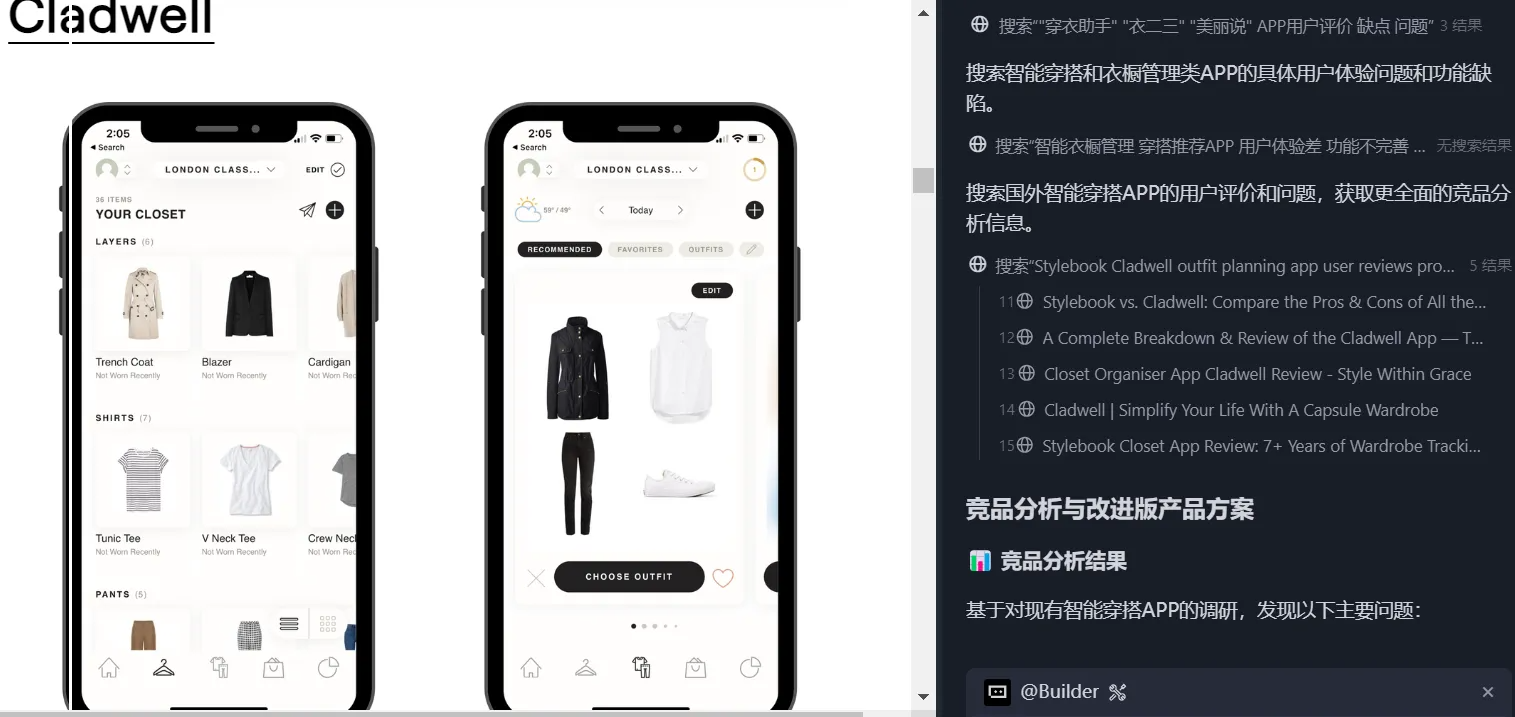 Cladwell
2:05
Search
LONDON CLASS...
EDIT
36 ITEMS
YOUR CLOSET
LAYERS (6)
Trench Coat
Blazer
Cardigan
Not Worn Recently
Not Worn Recently
Not Worn Rec
SHIRTS (7)
Tunic Tee
V Neck Tee
Crew Neck
Not Worn Recently
Not Worn Recently
Not Worn Rec
PANTS (5)
2:05
Search
LONDON CLASS...
1
59° / 49°
Today
RECOMMENDED
FAVORITES
OUTFITS
EDIT
CHOOSE OUTFIT
搜索“"穿衣助手" "衣二三" "美丽说" APP用户评价 缺点 问题” 3 结果
搜索智能穿搭和衣橱管理类APP的具体用户体验问题和功能缺
陷。
搜索“智能衣橱管理 穿搭推荐APP 用户体验差 功能不完善 ... 无搜索结果
搜索国外智能穿搭APP的用户评价和问题，获取更全面的竞品分
析信息。
搜索“Stylebook Cladwell outfit planning app user reviews pro... 5 结果
11 Stylebook vs. Cladwell: Compare the Pros & Cons of All the...
12 A Complete Breakdown & Review of the Cladwell App — T...
13 Closet Organiser App Cladwell Review - Style Within Grace
14 Cladwell | Simplify Your Life With A Capsule Wardrobe
15 Stylebook Closet App Review: 7+ Years of Wardrobe Tracki...
竞品分析与改进版产品方案
竞品分析结果
基于对现有智能穿搭APP的调研，发现以下主要问题：
@Builder